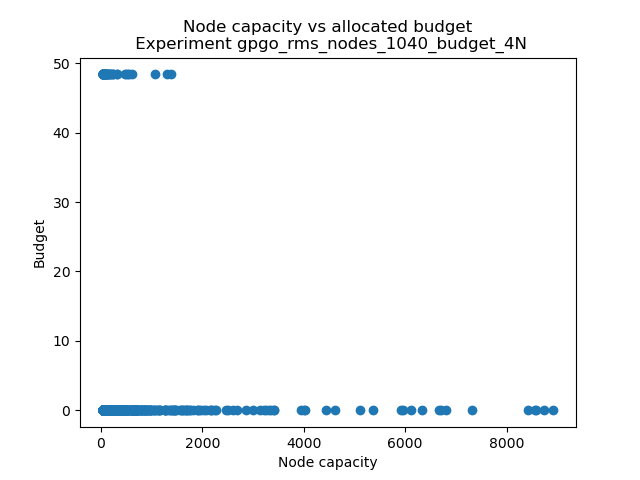 Node capacity vs allocated budget
Experiment gpgo_rms_nodes_1040_budget_4N
50
40
30
20
10
0
Budget
0 2000 4000 6000 8000
Node capacity